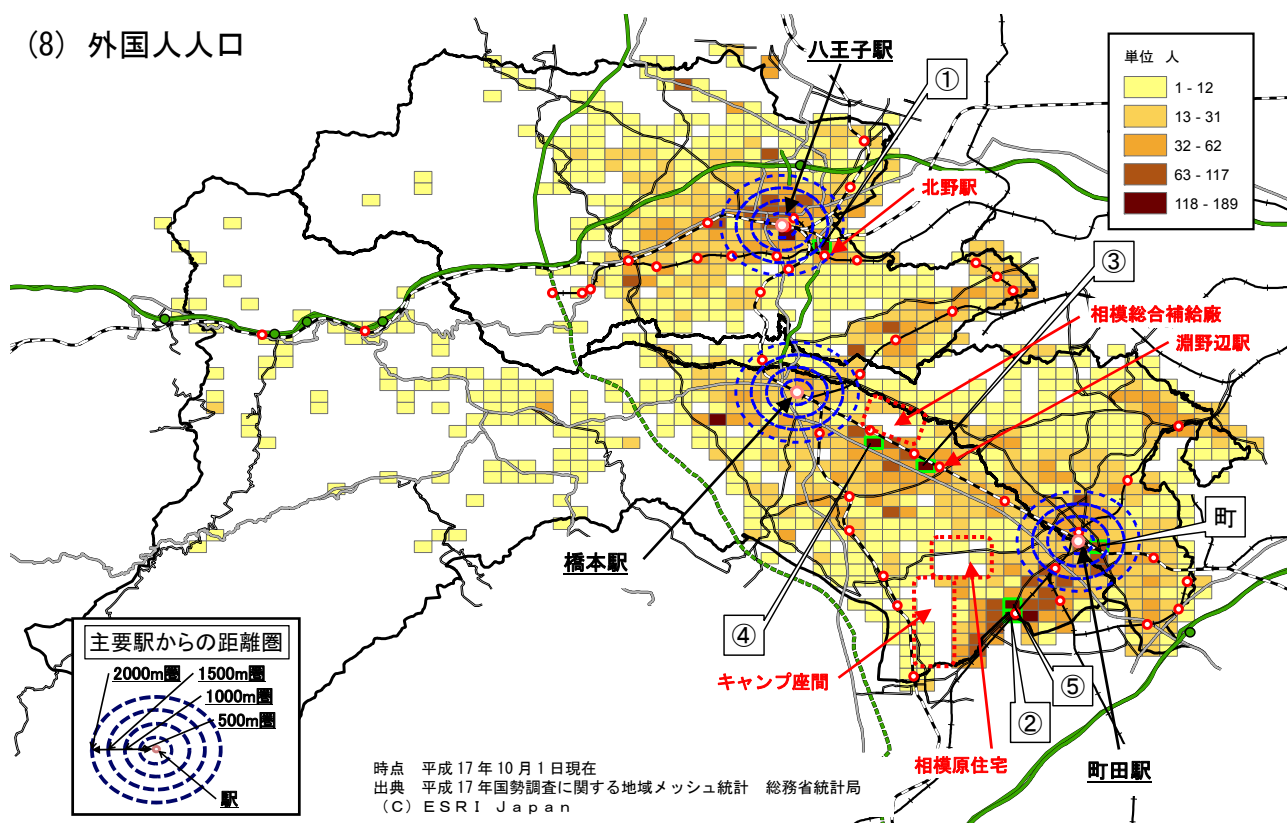 (8) 外国人人口
八王子駅
①
単位 人
1 - 12
13 - 31
32 - 62
63 - 117
118 - 189
北野駅
③
相模総合補給廠
淵野辺駅
町
橋本駅
④
キャンプ座間
②
⑤
相模原住宅
町田駅
主要駅からの距離圏
2000m圏
1500m圏
1000m圏
500m圏
駅
時点 平成17年10月1日現在
出典 平成17年国勢調査に関する地域メッシュ統計 総務省統計局
(C) ESRI Japan